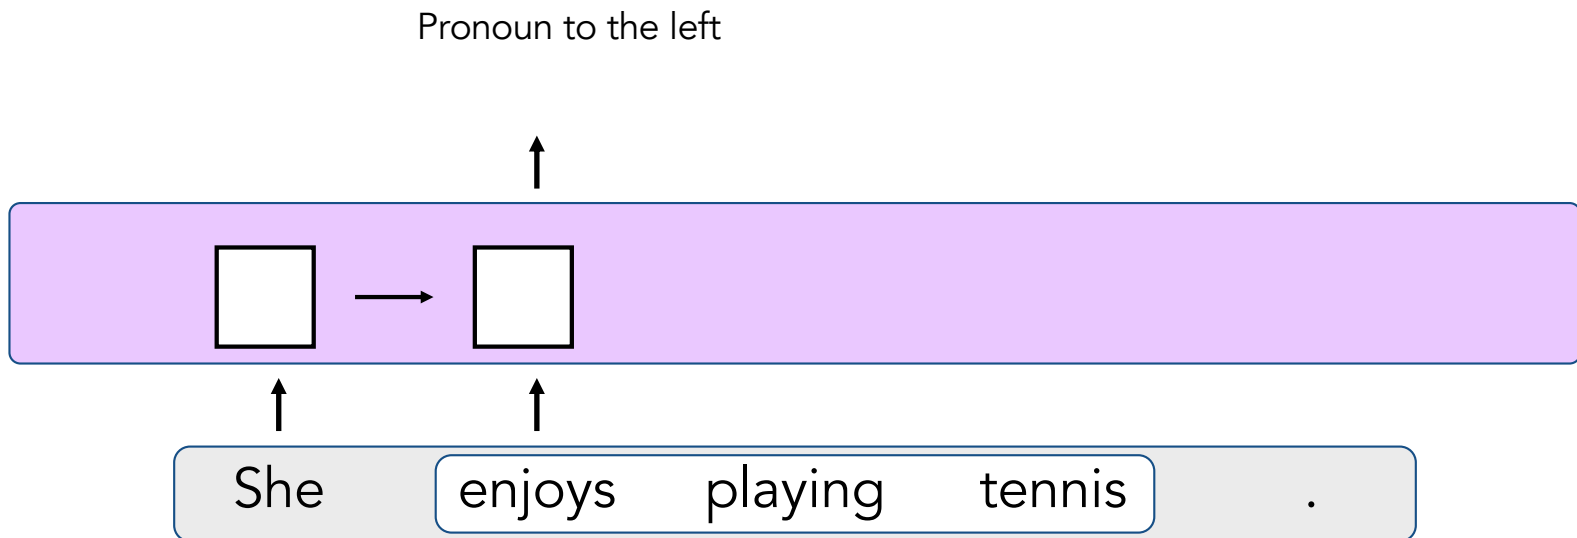 Pronoun to the left
She enjoys playing tennis .